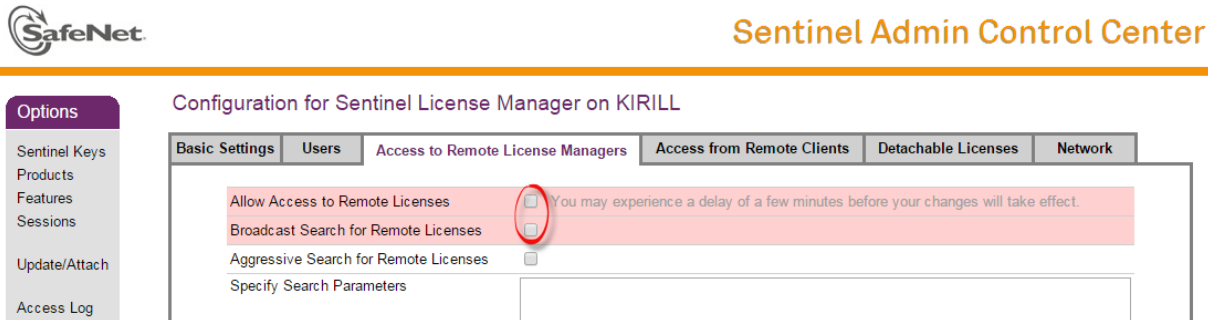 SafeNet.
Sentinel Admin Control Center
Options
Configuration for Sentinel License Manager on KIRILL
Sentinel Keys
Products
Features
Sessions
Update/Attach
Access Log
Basic Settings Users Access to Remote License Managers Access from Remote Clients Detachable Licenses Network
Allow Access to Remote Licenses You may experience a delay of a few minutes before your changes will take effect.
Broadcast Search for Remote Licenses
Aggressive Search for Remote Licenses
Specify Search Parameters